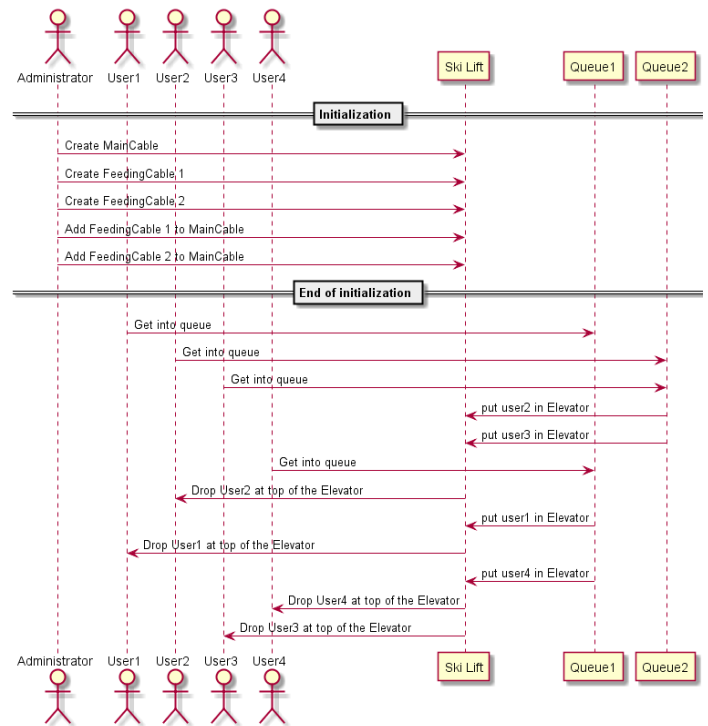 Administrator User1 User2 User3 User4 Ski Lift Queue1 Queue2
Initialization
Create MainCable
Create FeedingCable 1
Create FeedingCable 2
Add FeedingCable 1 to MainCable
Add FeedingCable 2 to MainCable
End of initialization
Get into queue
Get into queue
Get into queue
put user2 in Elevator
put user3 in Elevator
Get into queue
Drop User2 at top of the Elevator
put user1 in Elevator
Drop User1 at top of the Elevator
put user4 in Elevator
Drop User4 at top of the Elevator
Drop User3 at top of the Elevator
Administrator User1 User2 User3 User4 Ski Lift Queue1 Queue2